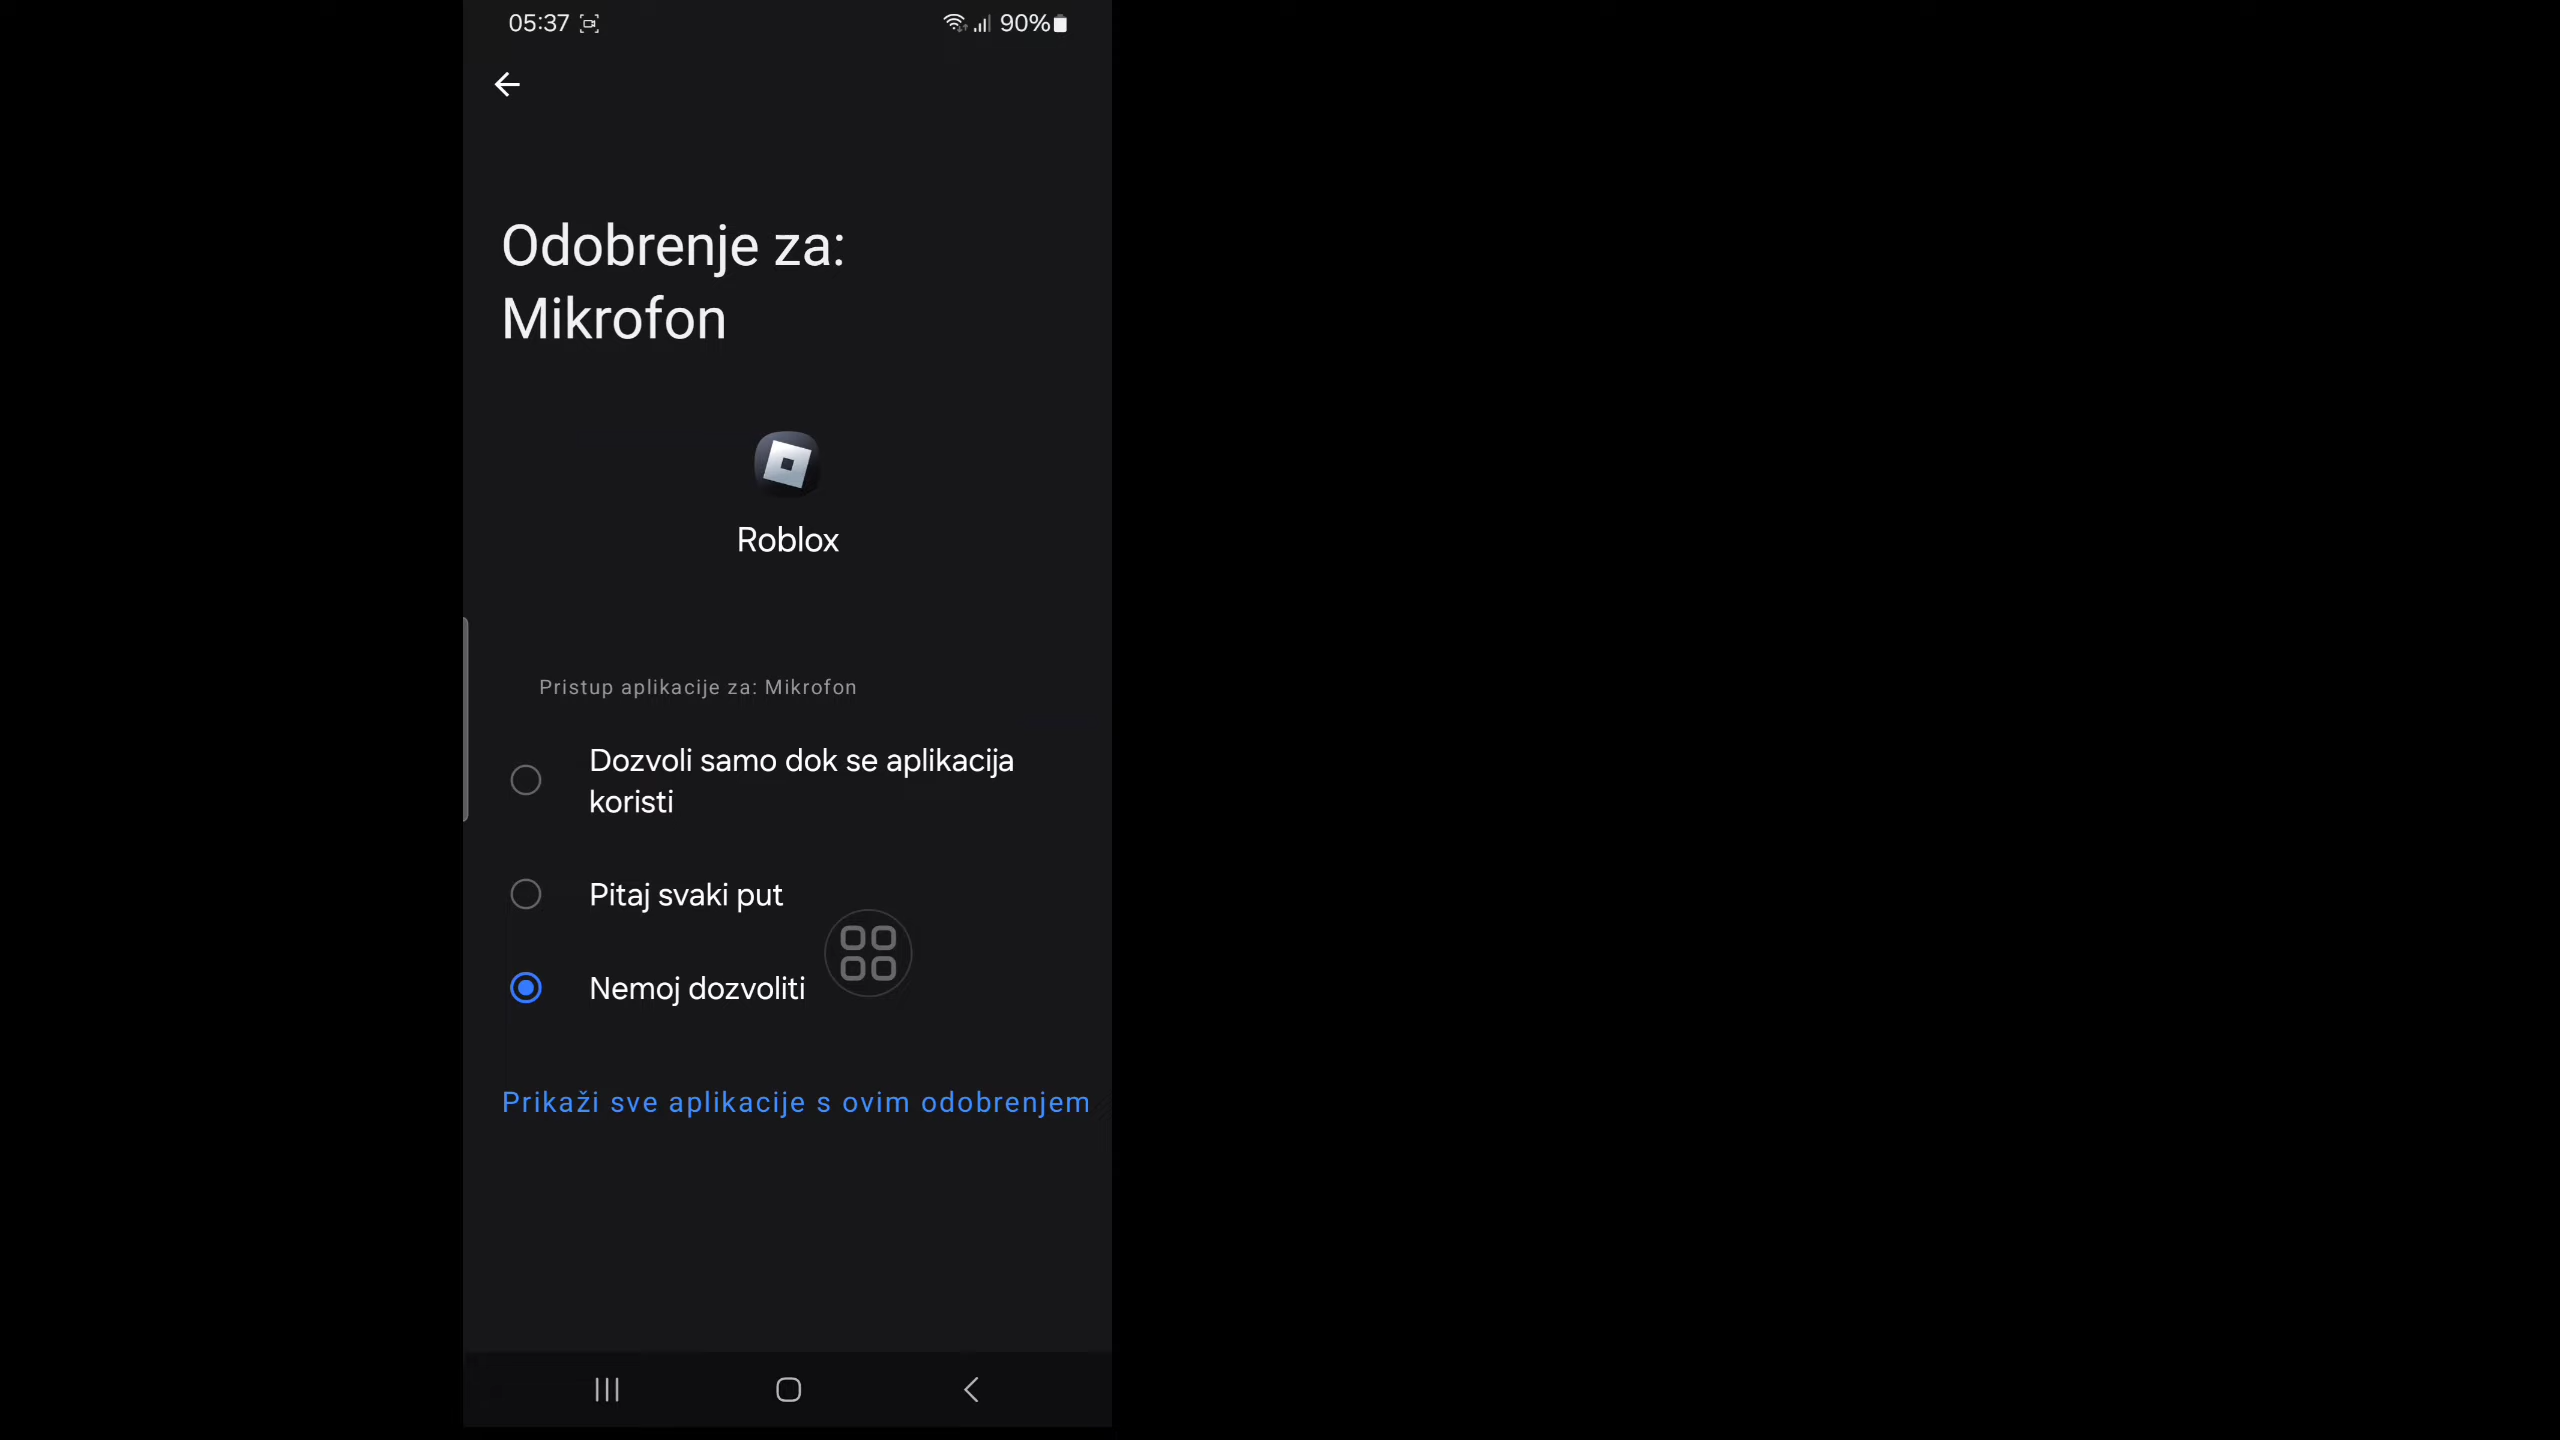 05:37
90%
Odobrenje za:
Mikrofon
Roblox
Pristup aplikacije za: Mikrofon
Dozvoli samo dok se aplikacija
koristi
Pitaj svaki put
Nemoj dozvoliti
Prikaži sve aplikacije s ovim odobrenjem